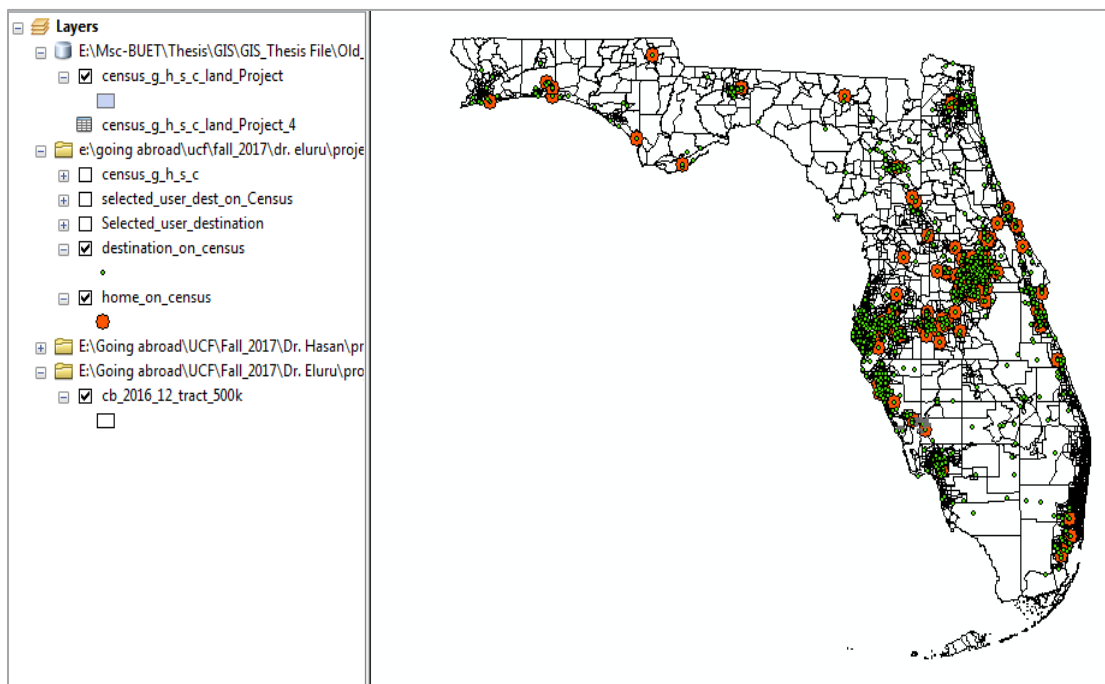 Layers
E:\Msc-BUET\Thesis\GIS\GIS_Thesis File\Old_
census_g_h_s_c_land_Project
census_g_h_s_c_land_Project_4
e:\going abroad\ucf\fall_2017\dr. eluru\proje
census_g_h_s_c
selected_user_dest_on_Census
Selected_user_destination
destination_on_census
home_on_census
E:\Going abroad\UCF\Fall_2017\Dr. Hasan\pr
E:\Going abroad\UCF\Fall_2017\Dr. Eluru\pro
cb_2016_12_tract_500k